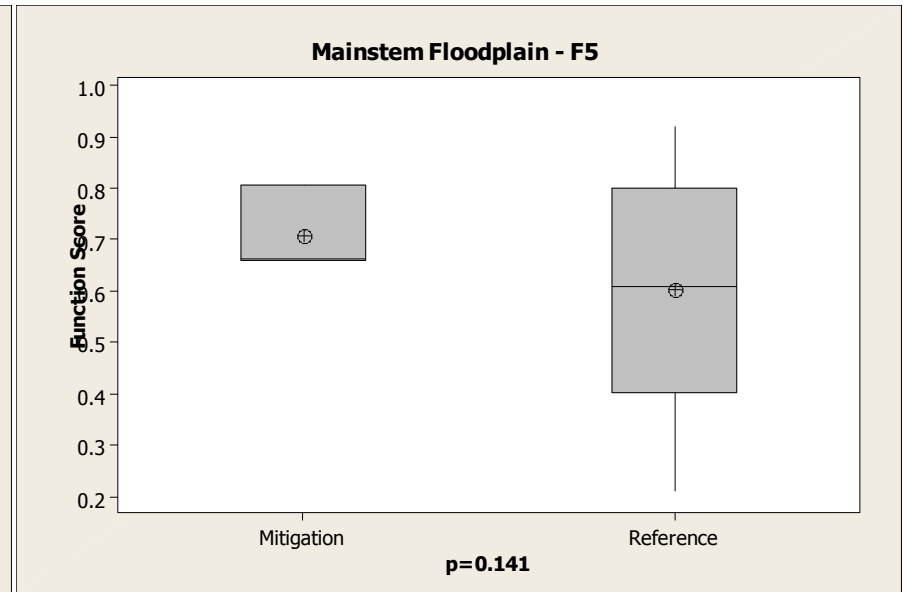 Mainstem Floodplain - F5
Function Score
1.0
0.9
0.8
0.7
0.6
0.5
0.4
0.3
0.2
Mitigation Reference
p=0.141